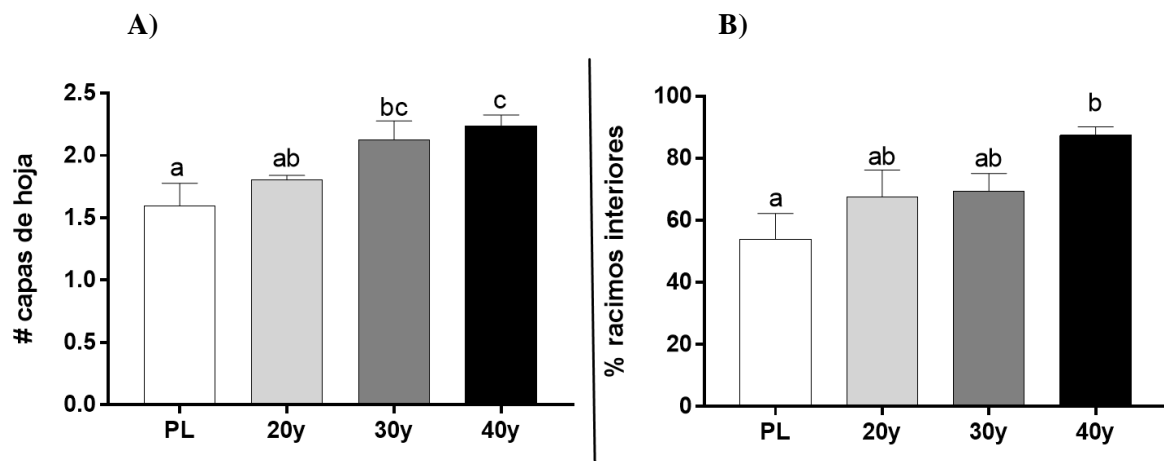 A)
# capas de hoja
2.5
2.0
1.5
1.0
0.5
0.0
a
ab
bc
c
PL 20y 30y 40y
B)
% racimos interiores
100
80
60
40
20
0
a
ab
ab
b
PL 20y 30y 40y